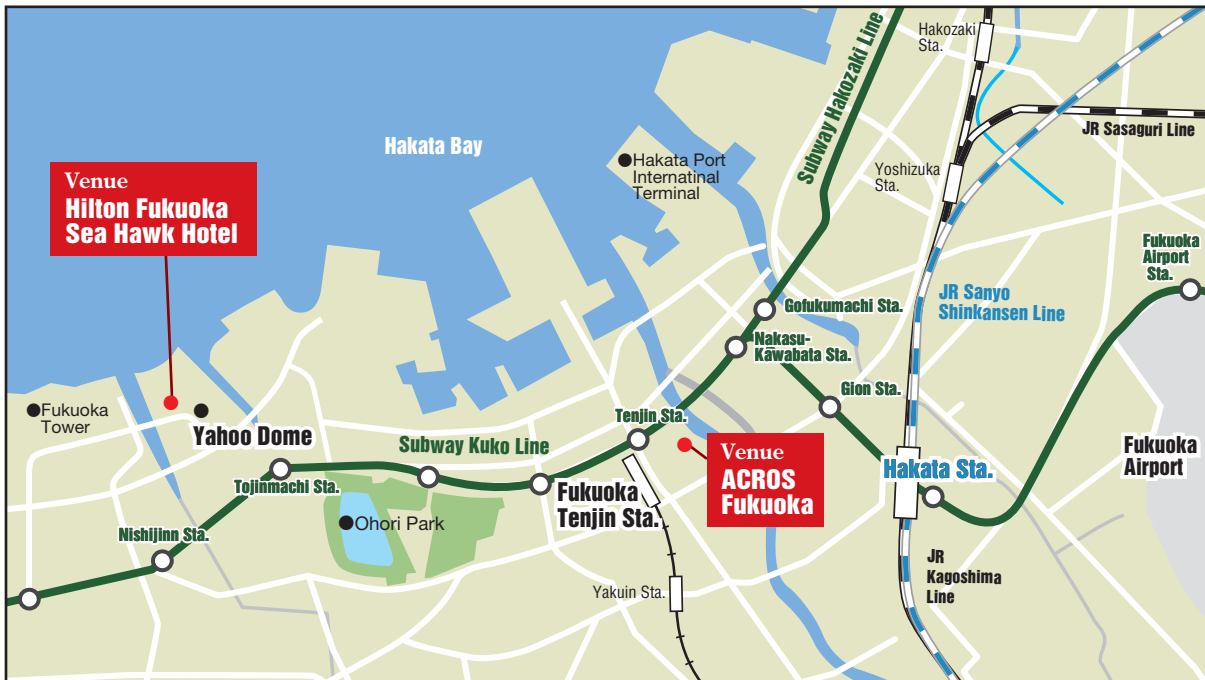 Hakozaki
Sta.
Subway Hakozaki Line
JR Sasaguri Line
Hakata Bay
Hakata Port
Internatinal
Terminal
Yoshizuka
Sta.
Venue
Hilton Fukuoka
Sea Hawk Hotel
Fukuoka
Airport
Sta.
JR Sanyo
Shinkansen Line
Gofukumachi Sta.
Nakasu-
Kawabata Sta.
Gion Sta.
Fukuoka
Tower
Yahoo Dome
Tenjin Sta.
Subway Kuko Line
Venue
ACROS
Fukuoka
Fukuoka
Airport
Hakata Sta.
Tojinmachi Sta.
Fukuoka
Tenjin Sta.
Ohori Park
Nishijinn Sta.
JR
Kagoshima
Line
Yakuin Sta.